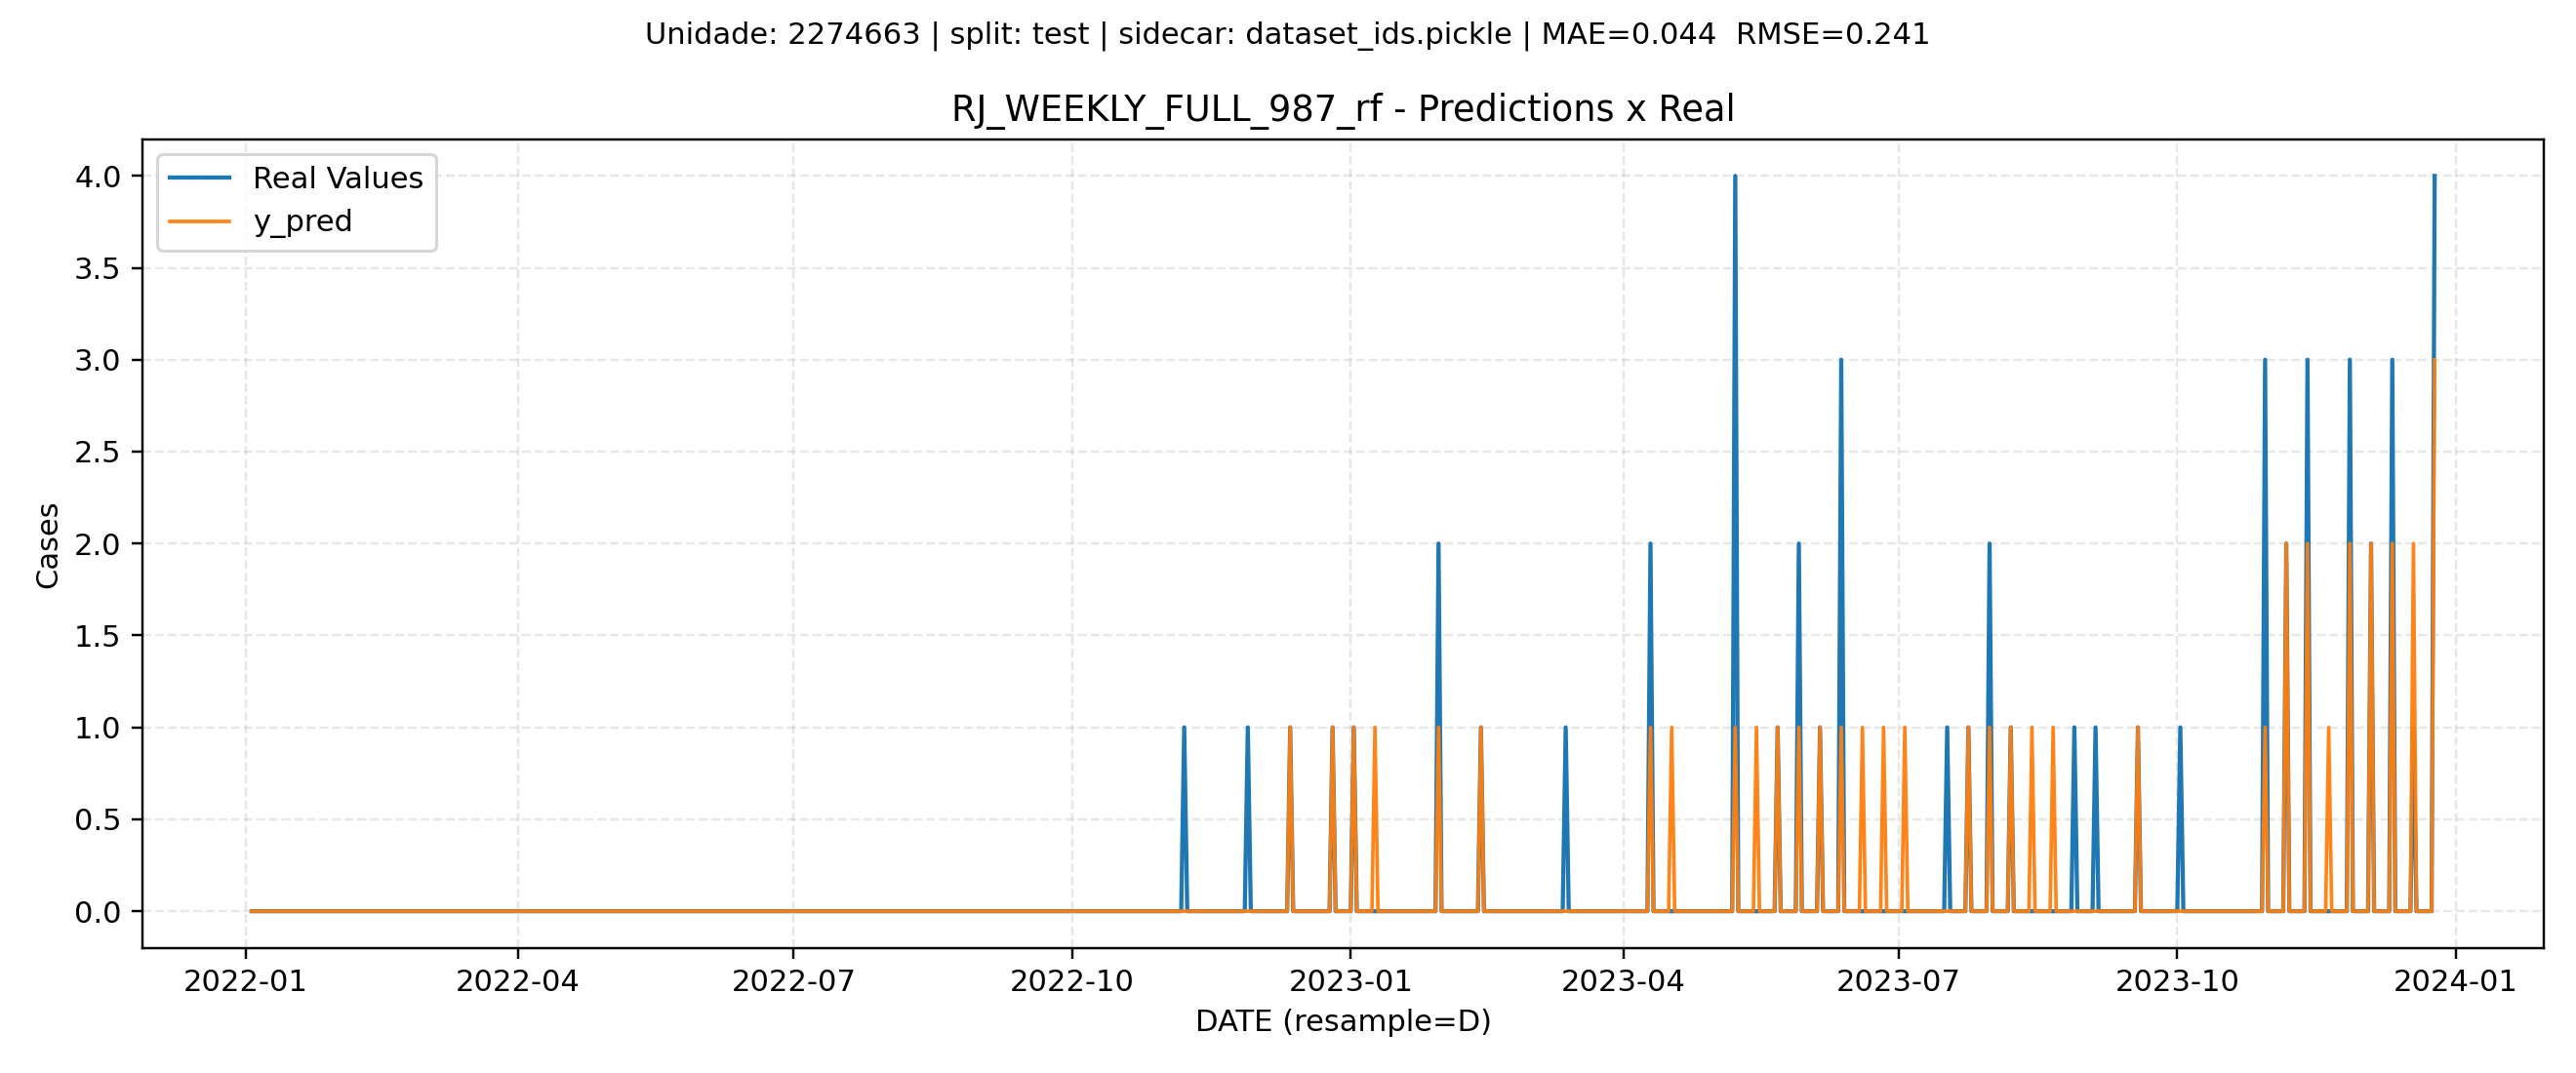 Unidade: 2274663 | split: test | sidecar: dataset_ids.pickle | MAE=0.044  RMSE=0.241
RJ_WEEKLY_FULL_987_rf - Predictions x Real
Real Values
y_pred
4.0
3.5
3.0
2.5
2.0
1.5
1.0
0.5
0.0
Cases
2022-01 2022-04 2022-07 2022-10 2023-01 2023-04 2023-07 2023-10 2024-01
DATE (resample=D)